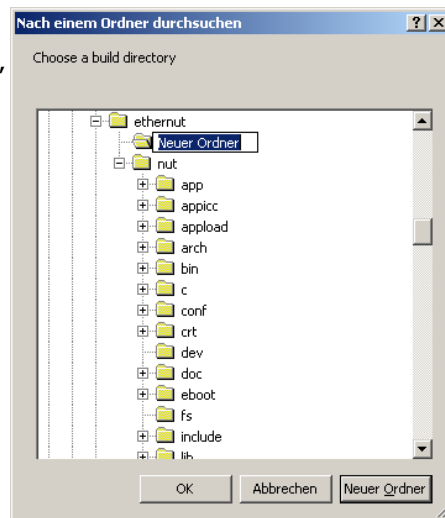 Nach einem Ordner durchsuchen
Choose a build directory
ethernut
Neuer Ordner
nut
app
appicc
appload
arch
bin
c
conf
crt
dev
doc
eboot
fs
include
lib
OK Abbrechen Neuer Ordner